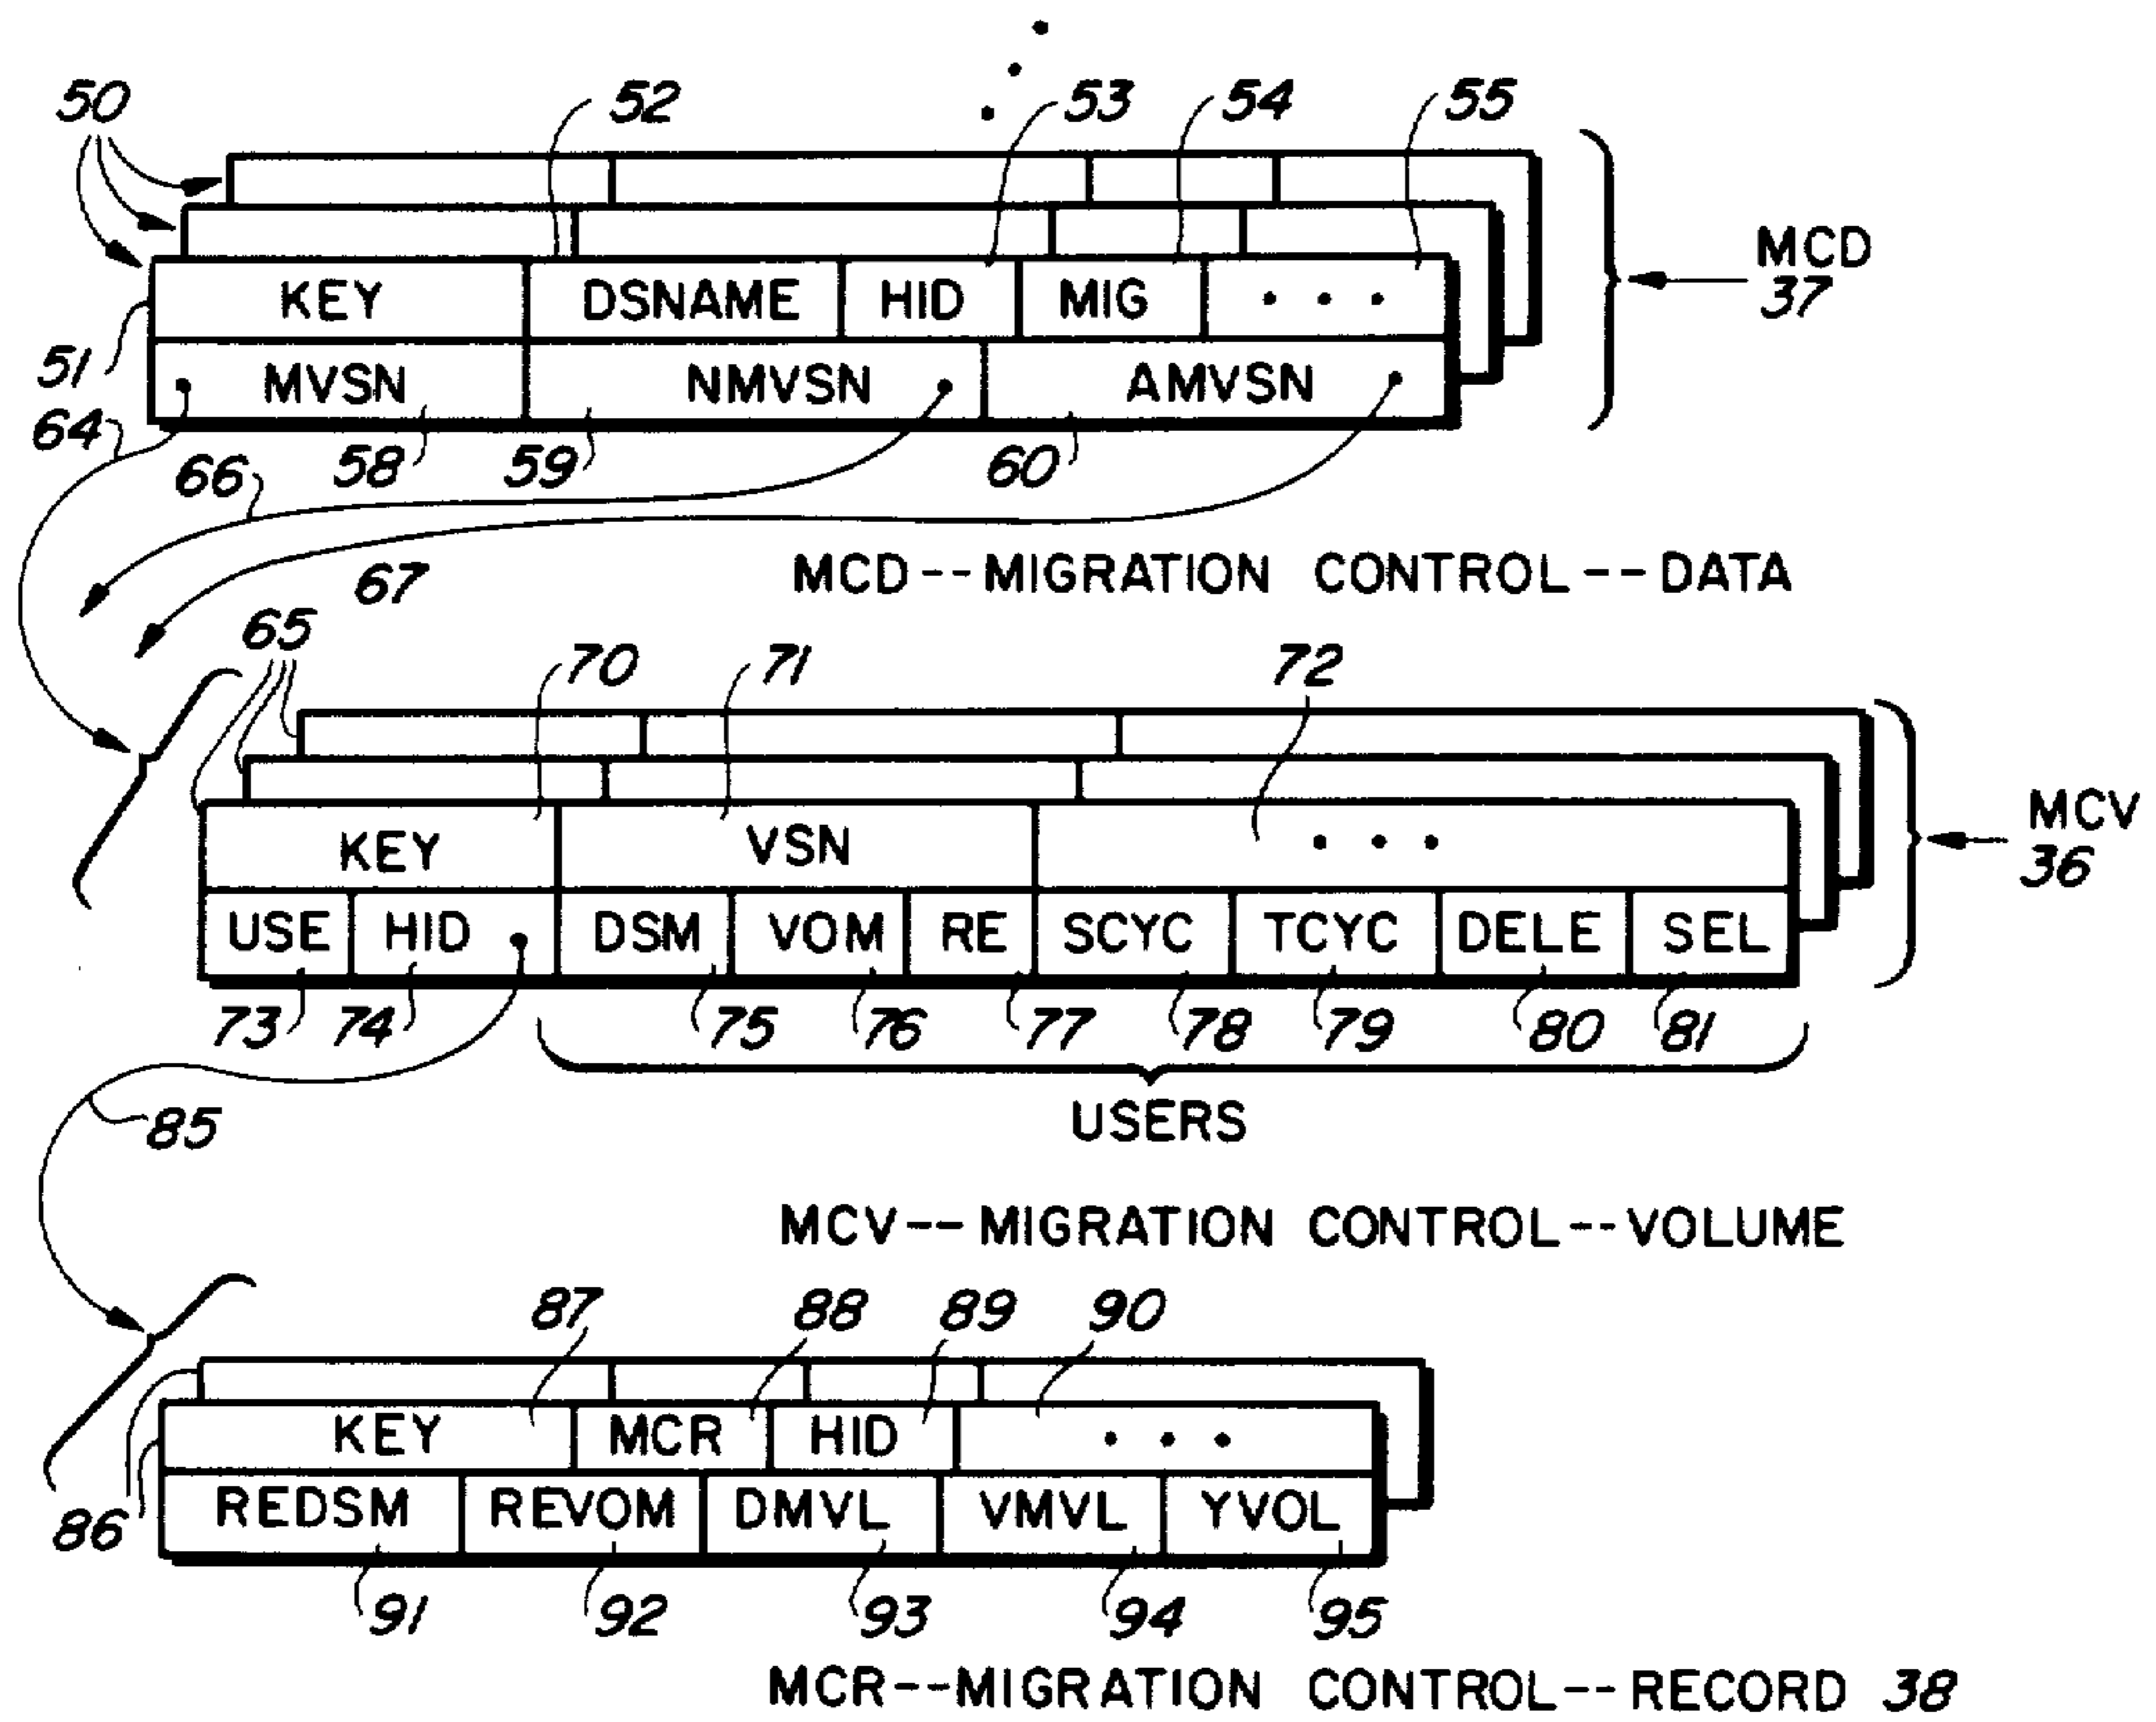 50 52 53 54 55
KEY DSNAME HID MIG . . .
MCD
37
51
MVSN NMVSN AMVSN
64 66 58 59 60
MCD--MIGRATION CONTROL--DATA
67
65 70 71 72
KEY VSN . . .
MCV
36
USE HID DSM VOM RE SCYC TCYC DELE SEL
73 74 75 76 77 78 79 80 81
85
USERS
MCV--MIGRATION CONTROL--VOLUME
87 88 89 90
KEY MCR HID . . .
REDSM REVOM DMVL VMVL YVOL
86
91 92 93 94 95
MCR--MIGRATION CONTROL--RECORD 38